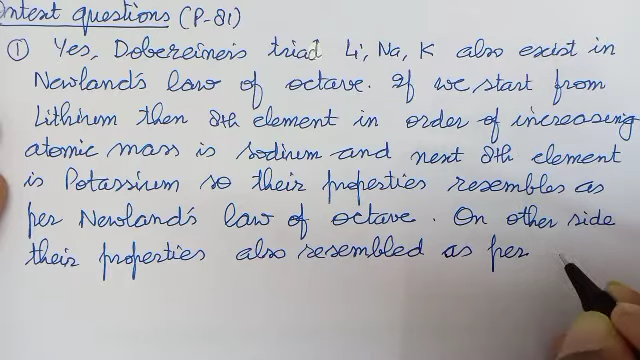 Intext questions (P-81)
① Yes, Dobereiner's triad Li, Na, K also exist in
Newland's law of octave. If we start from
Lithium then 8th element in order of increasing
atomic mass is sodium and next 8th element
is Potassium so their properties resembles as
per Newland's law of octave. On other side
their properties also resembled as per